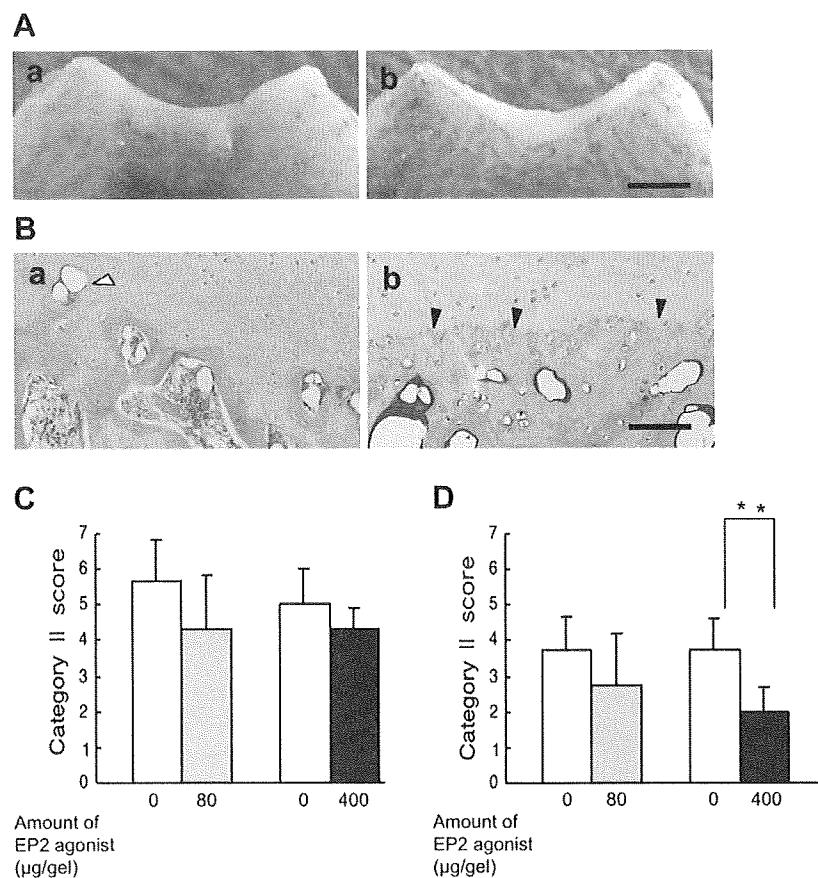 A
a
b
B
a
b
C
D
7
6
5
4
3
2
1
0
Category II score
0 80 0 400
Amount of
EP2 agonist
(µg/gel)
* *
7
6
5
4
3
2
1
0
Category II score
0 80 0 400
Amount of
EP2 agonist
(µg/gel)